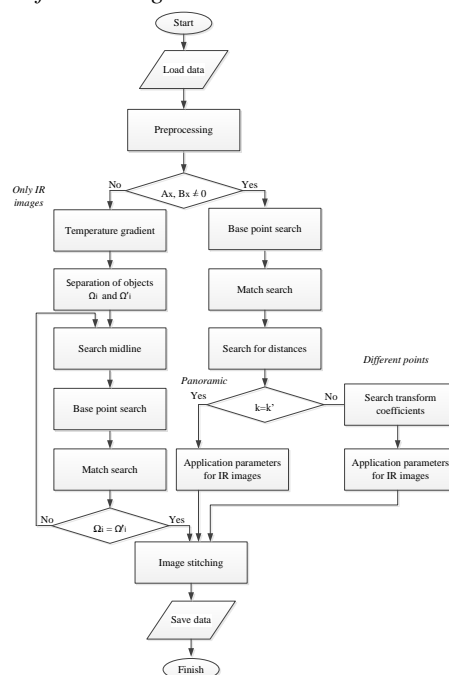 Start
Load data
Preprocessing
Only IR
images
No
Ax, Bx ≠ 0
Yes
Temperature gradient
Base point search
Separation of objects
Ωi and Ω'i
Match search
Search midline
Search for distances
Panoramic
Different points
Base point search
Yes
k=k'
No
Search transform
coefficients
Match search
Application parameters
for IR images
Application parameters
for IR images
No
Ωi = Ω'i
Yes
Image stitching
Save data
Finish